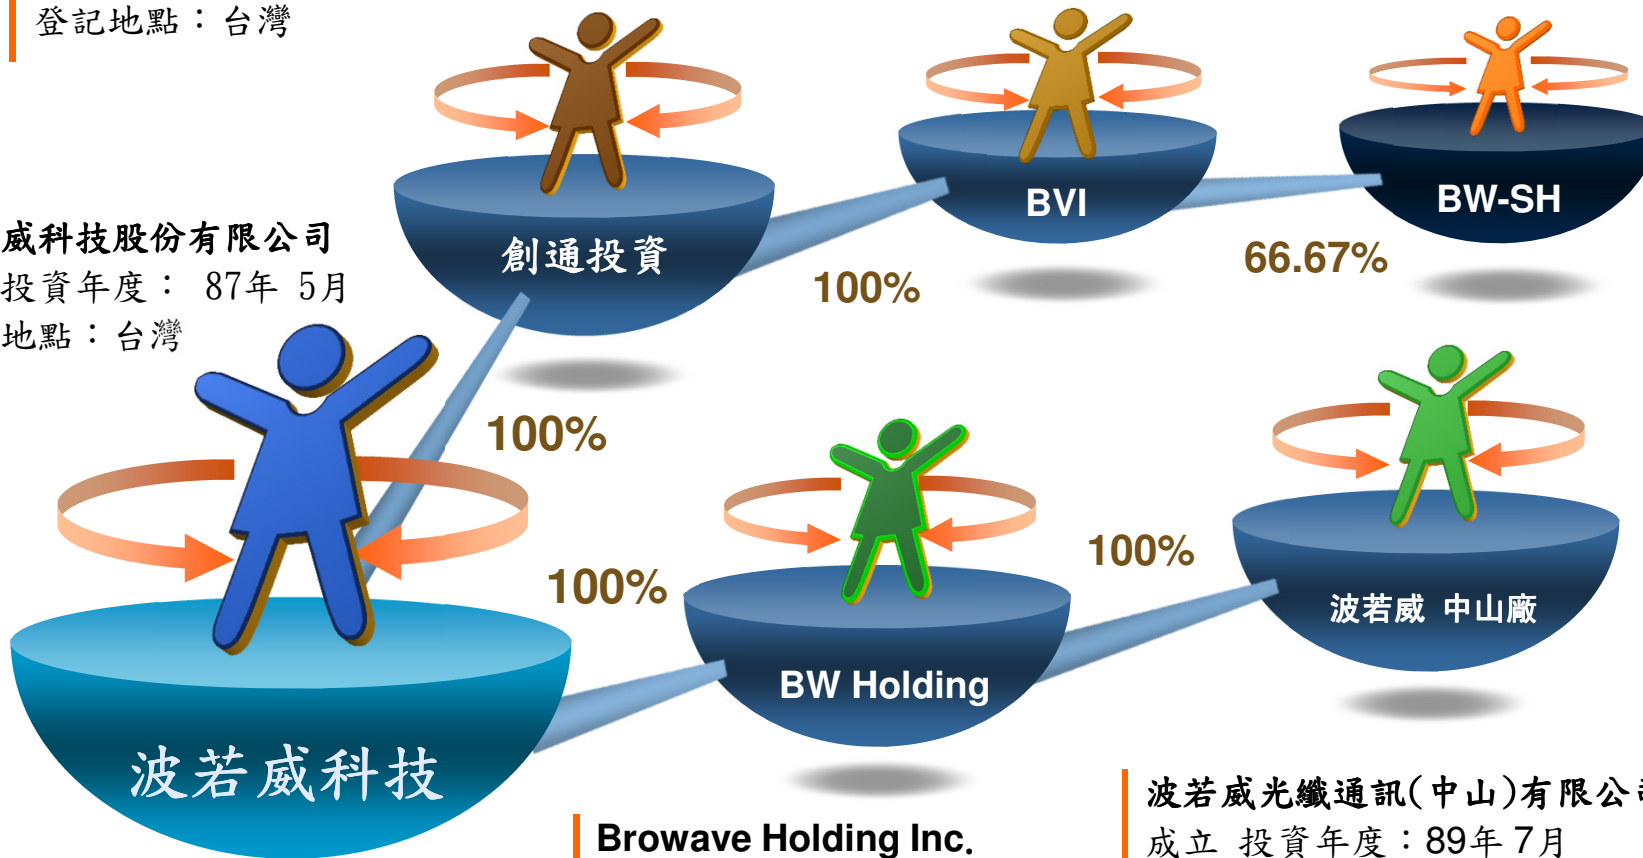 登記地點：台灣
BVI
BW-SH
威科技股份有限公司
投資年度： 87年 5月
地點：台灣
創通投資
100%
66.67%
100%
100%
100%
波若威 中山廠
BW Holding
波若威科技
波若威光纖通訊(中山)有限公司
成立 投資年度：89年 7月
Browave Holding Inc.